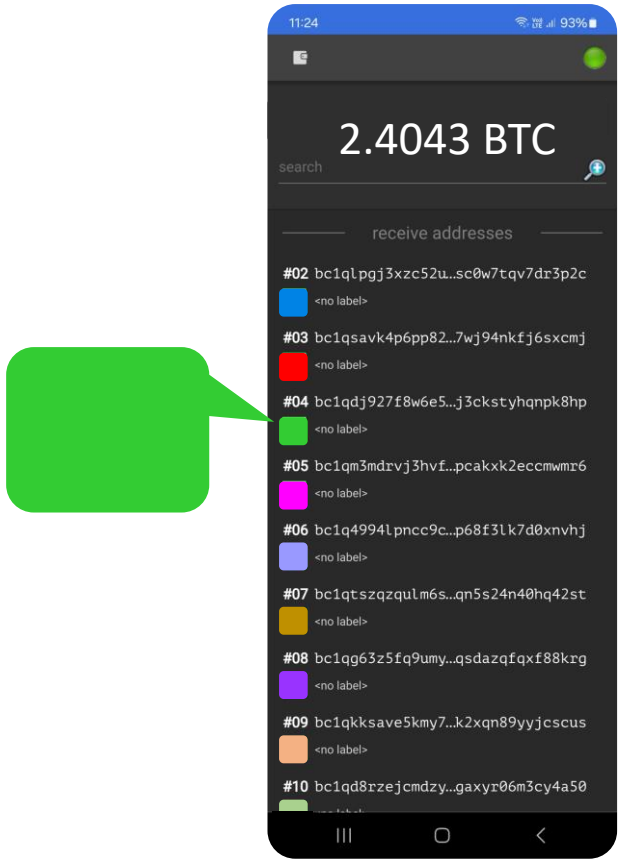 11:24
93%
2.4043 BTC
search
receive addresses
#02 bc1qlpgj3xzc52u…sc0w7tqv7dr3p2c
<no label>
#03 bc1qsavk4p6pp82…7wj94nkfj6sxcmj
<no label>
#04 bc1qdj927f8w6e5…j3ckstyhqnpk8hp
<no label>
#05 bc1qm3mdrvj3hvf…pcakxk2eccmwmr6
<no label>
#06 bc1q4994lpncc9c…p68f3lk7d0xnvhj
<no label>
#07 bc1qtszqzqulm6s…qn5s24n40hq42st
<no label>
#08 bc1qg63z5fq9umy…qsdazqfqxf88krg
<no label>
#09 bc1qkksave5kmy7…k2xqn89yyjcscus
<no label>
#10 bc1qd8rzejcmdzy…gaxyr06m3cy4a50